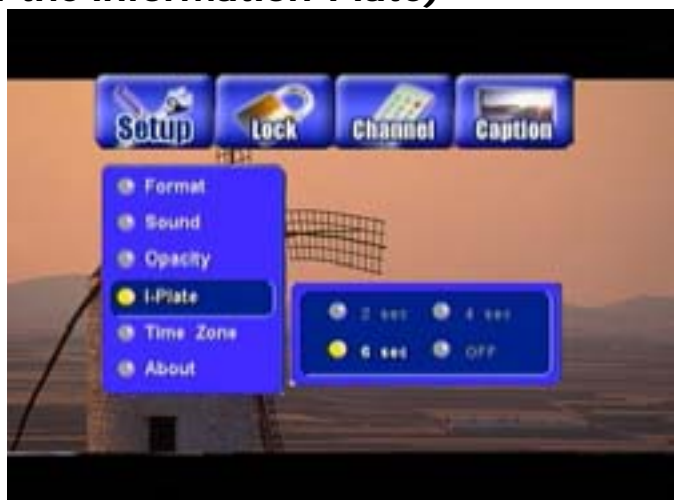 the Information Plate)
Setup Lock Channel Caption
Format
Sound
Opacity
I-Plate
2 sec 4 sec
Time Zone
6 sec OFF
About